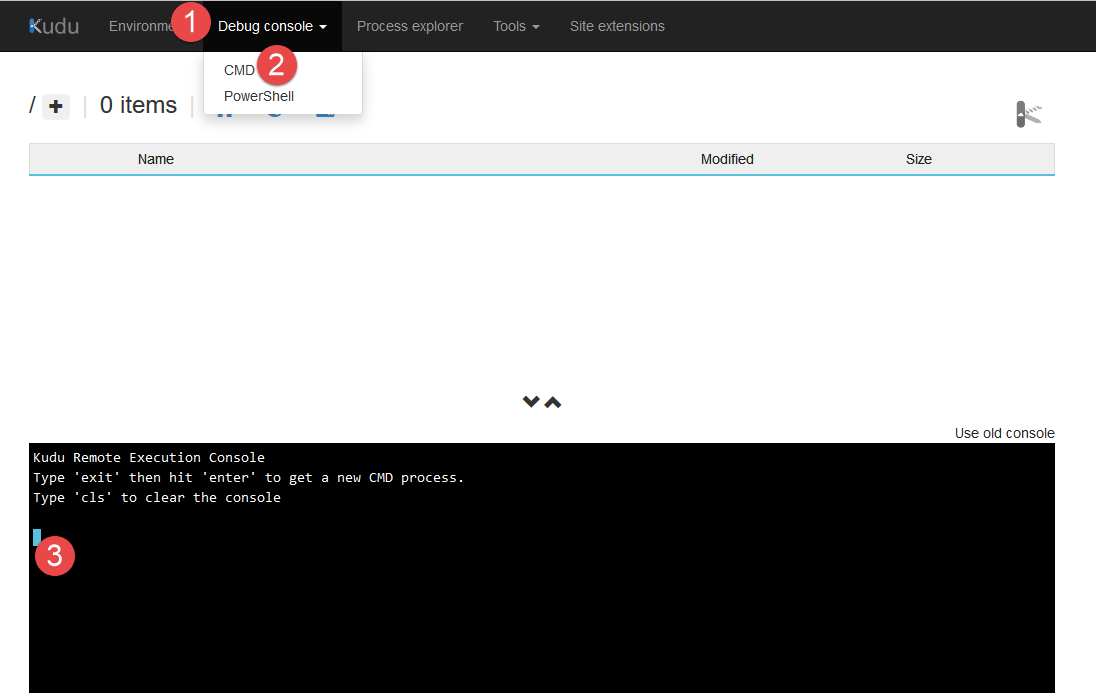 Kudu Environme 1 Debug console Process explorer Tools Site extensions
CMD 2
PowerShell
/ + | 0 items |
Name Modified Size
Use old console
Kudu Remote Execution Console
Type 'exit' then hit 'enter' to get a new CMD process.
Type 'cls' to clear the console
3